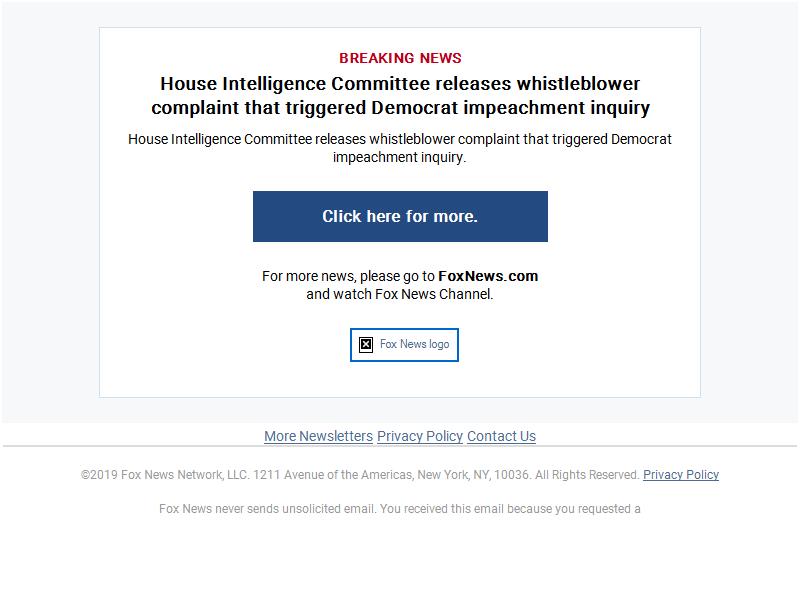 BREAKING NEWS
House Intelligence Committee releases whistleblower
complaint that triggered Democrat impeachment inquiry
House Intelligence Committee releases whistleblower complaint that triggered Democrat
impeachment inquiry.
Click here for more.
For more news, please go to FoxNews.com
and watch Fox News Channel.
Fox News logo
More Newsletters Privacy Policy Contact Us
©2019 Fox News Network, LLC. 1211 Avenue of the Americas, New York, NY, 10036. All Rights Reserved. Privacy Policy
Fox News never sends unsolicited email. You received this email because you requested a